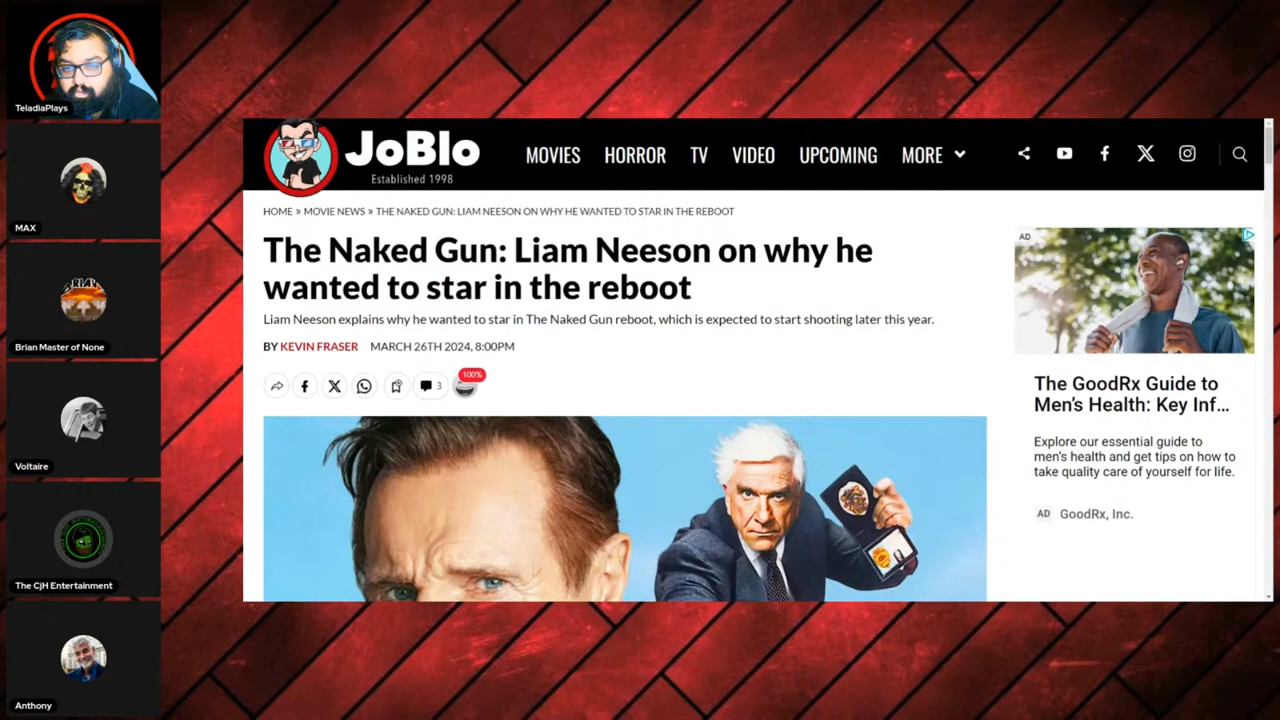 TeladiaPlays
MAX
Brian Master of None
Voltaire
The CjH Entertainment
Anthony
JoBlo
Established 1998
MOVIES HORROR TV VIDEO UPCOMING MORE
HOME » MOVIE NEWS » THE NAKED GUN: LIAM NEESON ON WHY HE WANTED TO STAR IN THE REBOOT
The Naked Gun: Liam Neeson on why he
wanted to star in the reboot
Liam Neeson explains why he wanted to star in The Naked Gun reboot, which is expected to start shooting later this year.
BY KEVIN FRASER MARCH 26TH 2024, 8:00PM
3
100%
AD
The GoodRx Guide to
Men's Health: Key Inf...
Explore our essential guide to
men's health and get tips on how to
take quality care of yourself for life.
AD GoodRx, Inc.